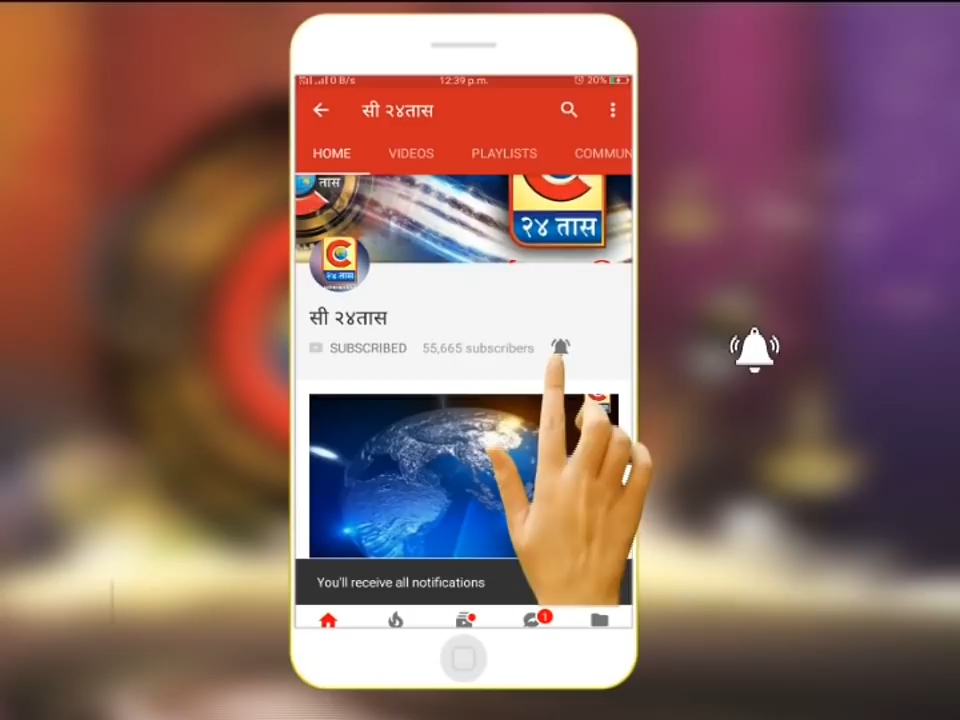 0 B/s 12:39 p.m. 20%
सी २४तास
HOME VIDEOS PLAYLISTS COMMUN
तास
२४ तास
२४ तास
सी २४तास
SUBSCRIBED 55,665 subscribers
You'll receive all notifications
1